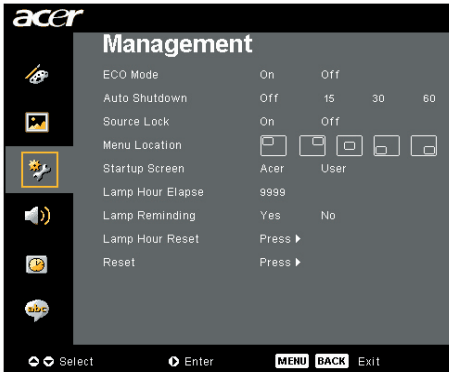 acer
Management
ECO Mode On Off
Auto Shutdown Off 15 30 60
Source Lock On Off
Menu Location
Startup Screen Acer User
Lamp Hour Elapse 9999
Lamp Reminding Yes No
Lamp Hour Reset Press
Reset Press
abc
Select Enter MENU BACK Exit